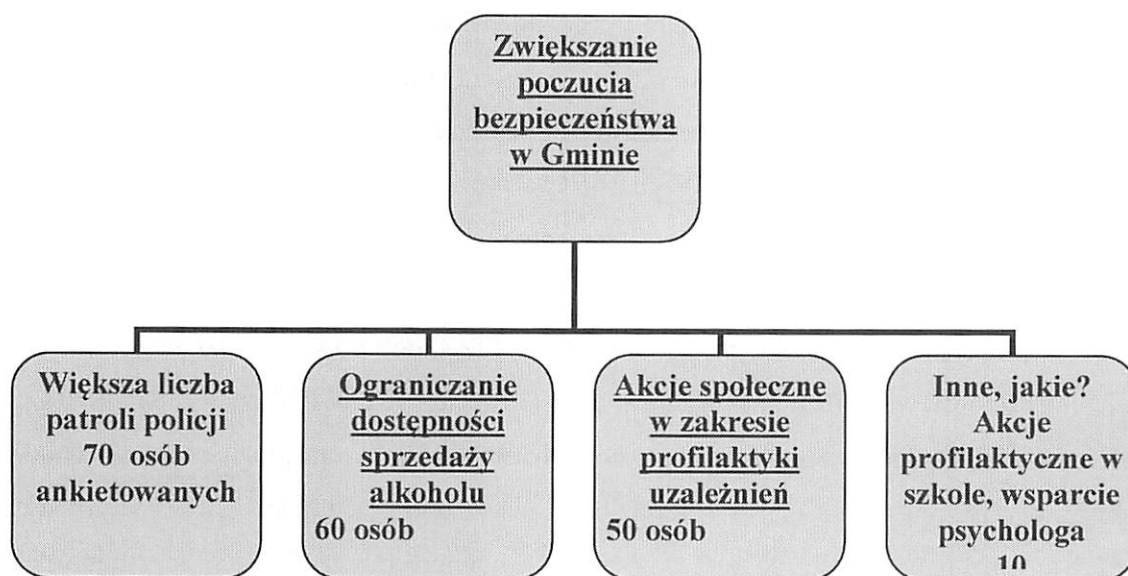 Zwiększanie
poczucia
bezpieczeństwa
w Gminie
Większa liczba
patroli policji
70 osób
ankietowanych
Ograniczanie
dostępności
sprzedaży
alkoholu
60 osób
Akcje społeczne
w zakresie
profilaktyki
uzależnień
50 osób
Inne, jakie?
Akcje
profilaktyczne w
szkole, wsparcie
psychologa
10